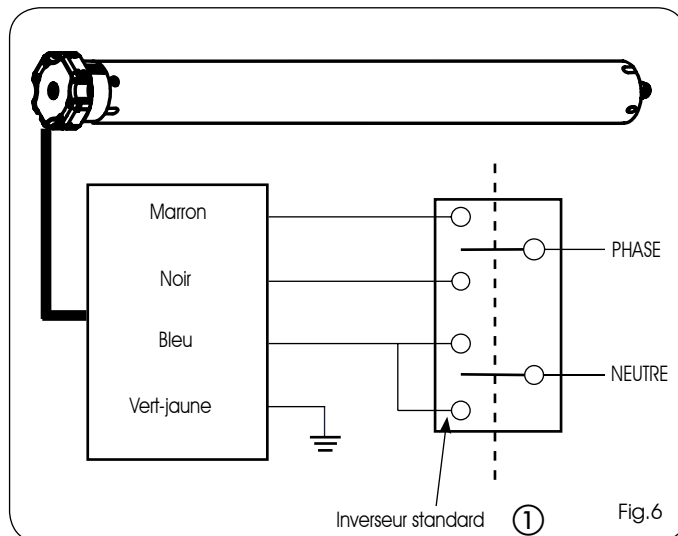 Marron
PHASE
Noir
Bleu
NEUTRE
Vert-jaune
Inverseur standard
①
Fig.6